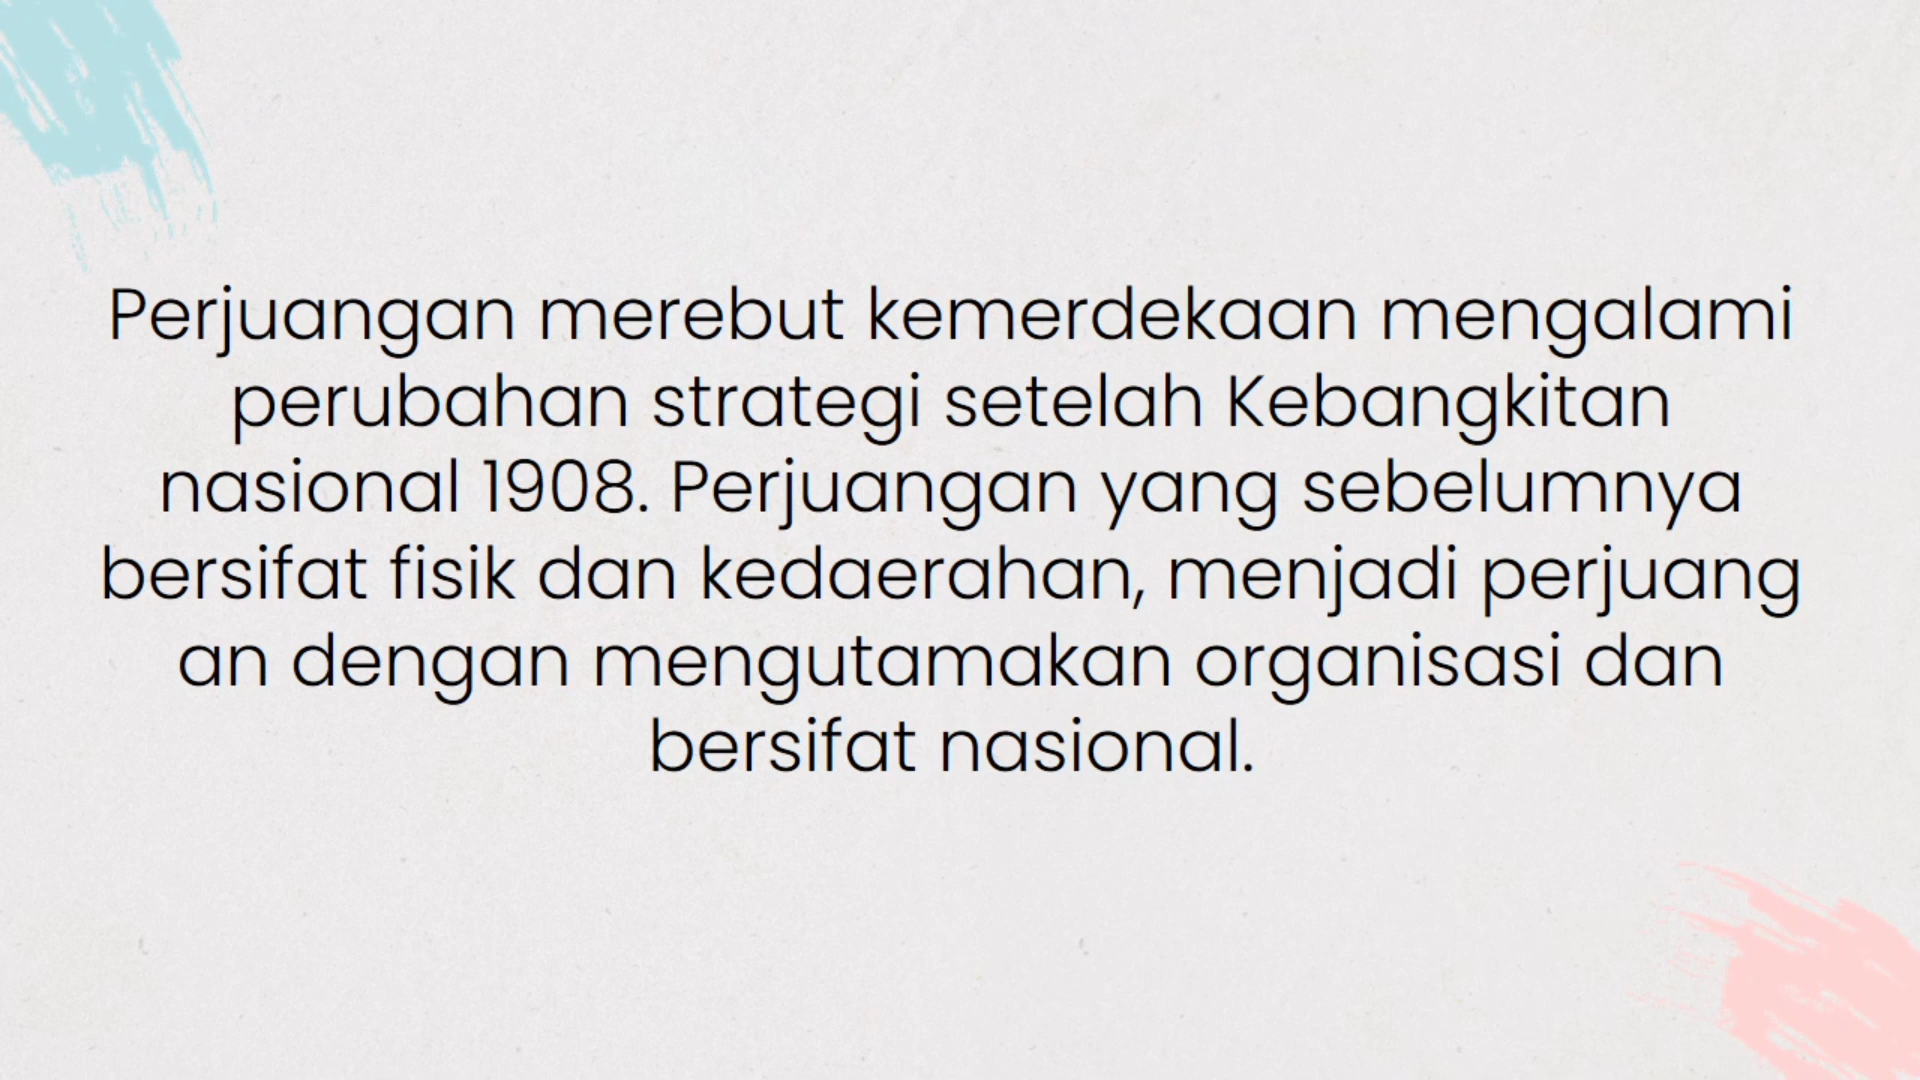 Perjuangan merebut kemerdekaan mengalami
perubahan strategi setelah Kebangkitan
nasional 1908. Perjuangan yang sebelumnya
bersifat fisik dan kedaerahan, menjadi perjuang
an dengan mengutamakan organisasi dan
bersifat nasional.